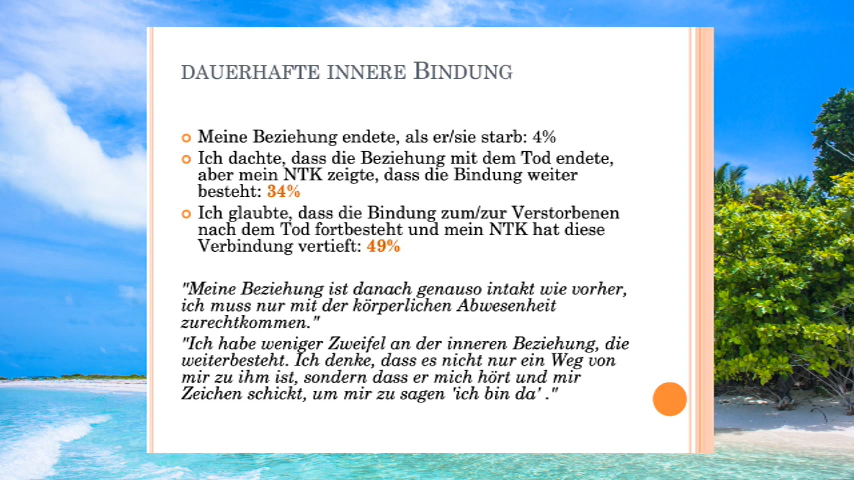 DAUERHAFTE INNERE BINDUNG
Meine Beziehung endete, als er/sie starb: 4%
Ich dachte, dass die Beziehung mit dem Tod endete,
aber mein NTK zeigte, dass die Bindung weiter
besteht: 34%
Ich glaubte, dass die Bindung zum/zur Verstorbenen
nach dem Tod fortbesteht und mein NTK hat diese
Verbindung vertieft: 49%
"Meine Beziehung ist danach genauso intakt wie vorher,
ich muss nur mit der körperlichen Abwesenheit
zurechtkommen."
"Ich habe weniger Zweifel an der inneren Beziehung, die
weiterbesteht. Ich denke, dass es nicht nur ein Weg von
mir zu ihm ist, sondern dass er mich hört und mir
Zeichen schickt, um mir zu sagen 'ich bin da' ."